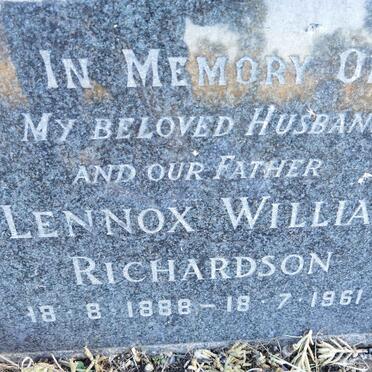 IN MEMORY O
MY BELOVED HUSBAN
AND OUR FATHER
LENNOX WILLIA
RICHARDSON
18·8·1888–18·7·1961